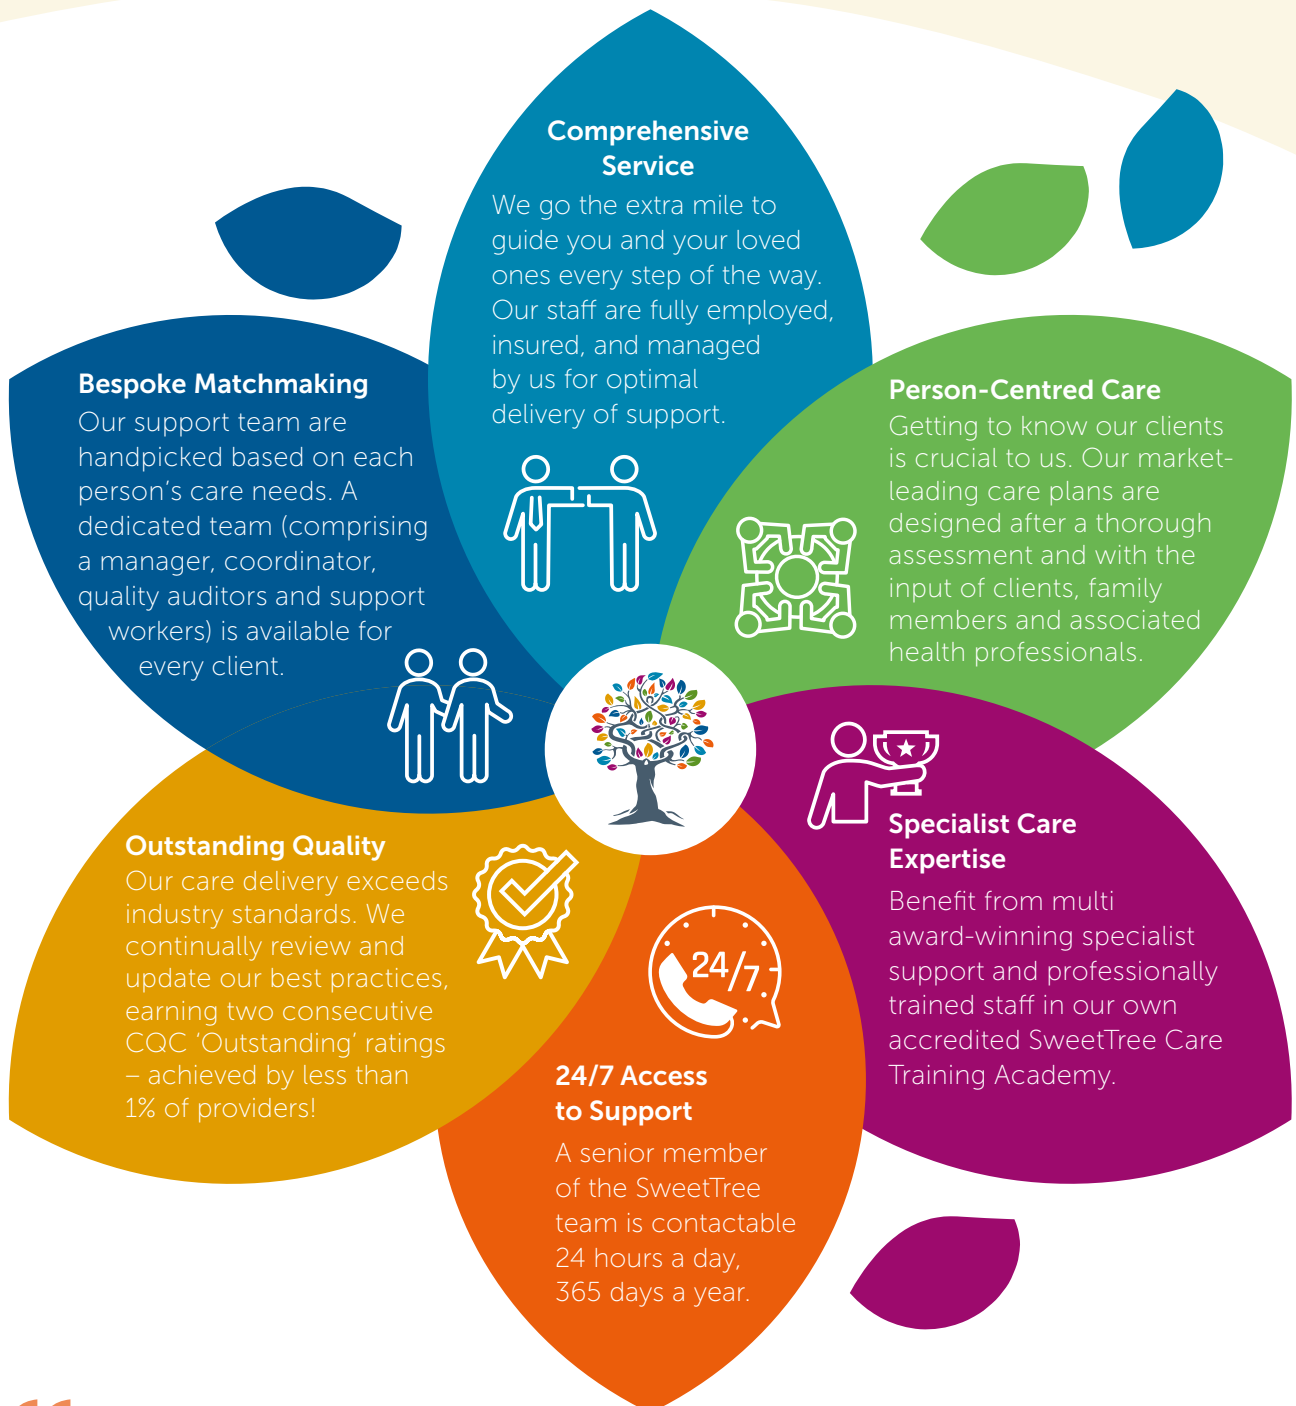 Comprehensive
Service
We go the extra mile to
guide you and your loved
ones every step of the way.
Our staff are fully employed,
insured, and managed
by us for optimal
delivery of support.
Bespoke Matchmaking
Our support team are
handpicked based on each
person's care needs. A
dedicated team (comprising
a manager, coordinator,
quality auditors and support
workers) is available for
every client.
Person-Centred Care
Getting to know our clients
is crucial to us. Our market-
leading care plans are
designed after a thorough
assessment and with the
input of clients, family
members and associated
health professionals.
Outstanding Quality
Our care delivery exceeds
industry standards. We
continually review and
update our best practices,
earning two consecutive
CQC 'Outstanding' ratings
– achieved by less than
1% of providers!
24/7
24/7 Access
to Support
A senior member
of the SweetTree
team is contactable
24 hours a day,
365 days a year.
Specialist Care
Expertise
Benefit from multi
award-winning specialist
support and professionally
trained staff in our own
accredited SweetTree Care
Training Academy.